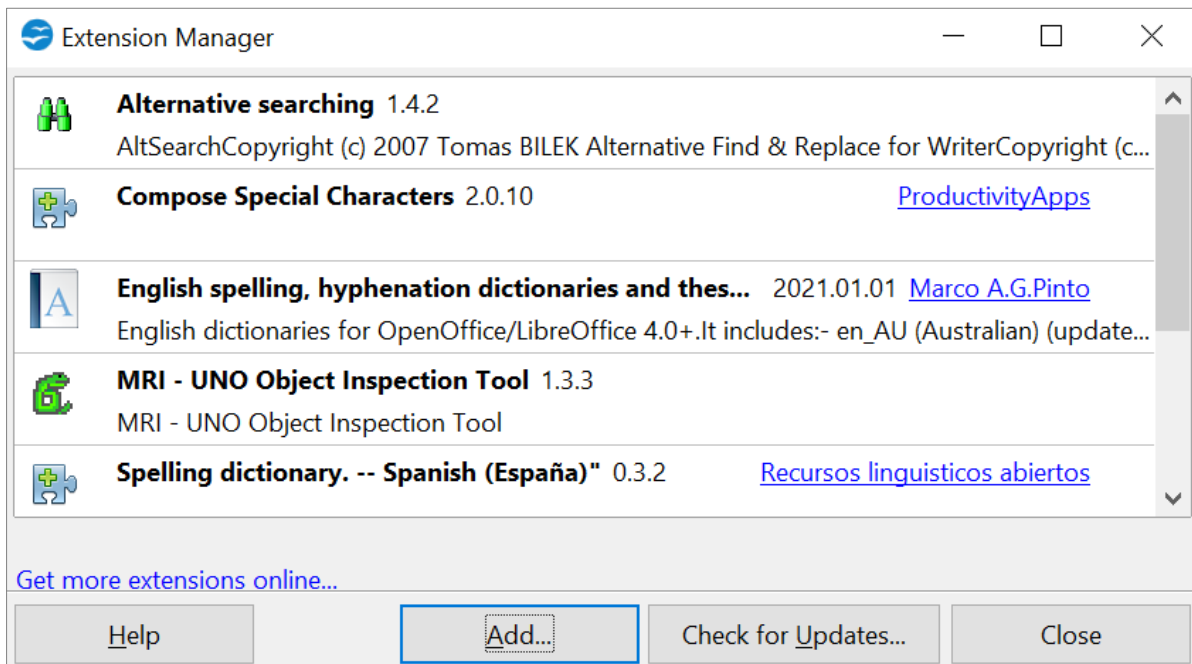 Extension Manager
Alternative searching 1.4.2
AltSearchCopyright (c) 2007 Tomas BILEK Alternative Find & Replace for WriterCopyright (c...
Compose Special Characters 2.0.10 ProductivityApps
A
English spelling, hyphenation dictionaries and thes... 2021.01.01 Marco A.G.Pinto
English dictionaries for OpenOffice/LibreOffice 4.0+.It includes:- en_AU (Australian) (update...
MRI - UNO Object Inspection Tool 1.3.3
MRI - UNO Object Inspection Tool
Spelling dictionary. -- Spanish (España)" 0.3.2 Recursos linguisticos abiertos
Get more extensions online...
Help Add... Check for Updates... Close